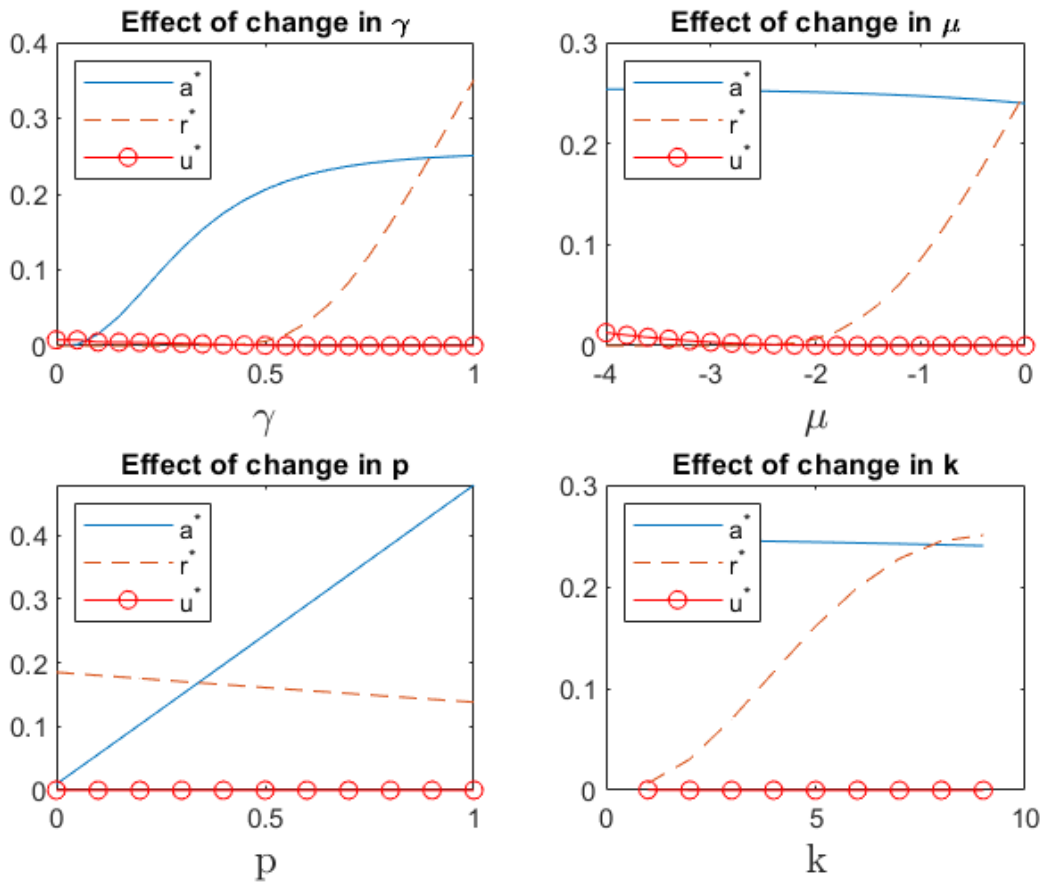 Effect of change in γ
0.4
0.3
0.2
0.1
0
a*
r*
u*
0
0.5
1
γ
Effect of change in μ
0.3
0.2
0.1
0
a*
r*
u*
-4
-3
-2
-1
0
μ
Effect of change in p
0.4
0.3
0.2
0.1
0
a*
r*
u*
0
0.5
1
p
Effect of change in k
0.3
0.2
0.1
0
a*
r*
u*
0
5
10
k